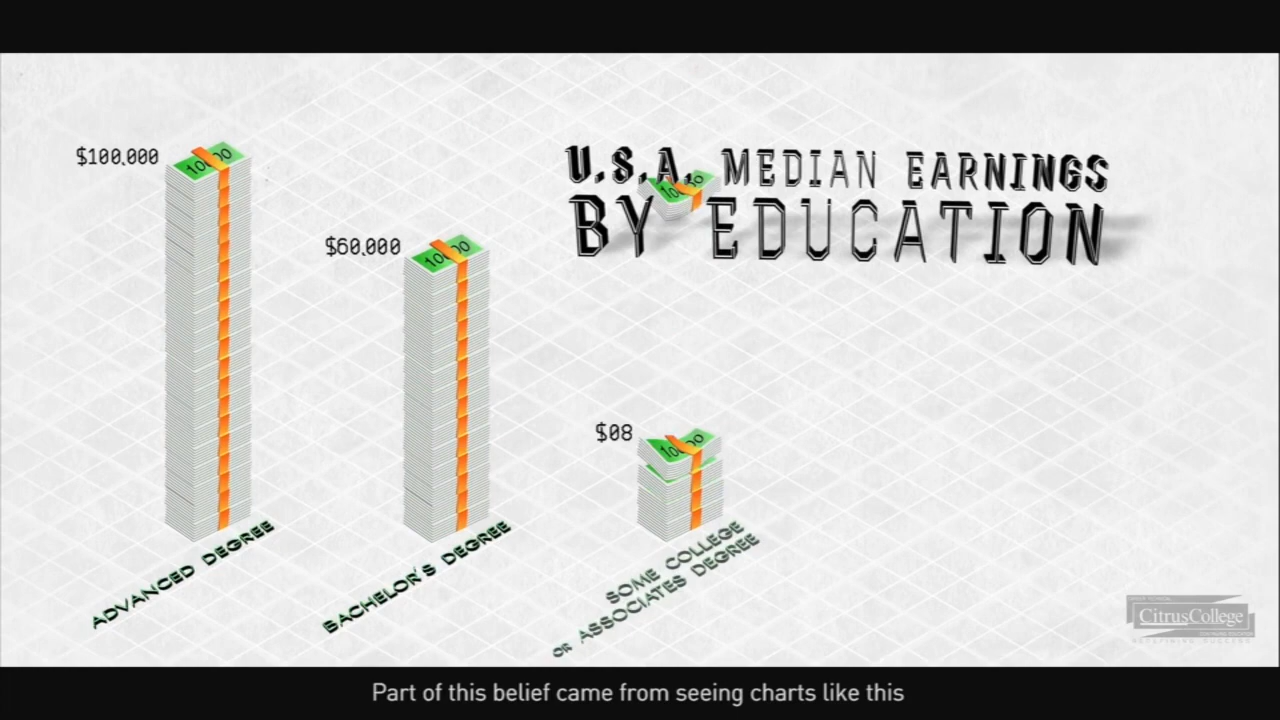 U.S.A. MEDIAN EARNINGS
BY EDUCATION
$100,000
$60,000
$08
ADVANCED DEGREE
BACHELOR'S DEGREE
SOME COLLEGE
OR ASSOCIATES DEGREE
CitrusCollege
Part of this belief came from seeing charts like this